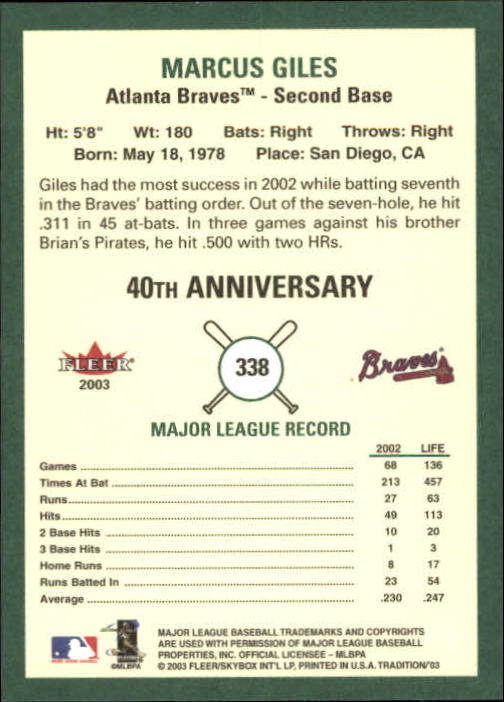 MARCUS GILES
Atlanta Braves™ - Second Base
Ht: 5'8" Wt: 180 Bats: Right Throws: Right
Born: May 18, 1978 Place: San Diego, CA
Giles had the most success in 2002 while batting seventh
in the Braves' batting order. Out of the seven-hole, he hit
.311 in 45 at-bats. In three games against his brother
Brian's Pirates, he hit .500 with two HRs.
40TH ANNIVERSARY
FLEER
2003
338
Braves
MAJOR LEAGUE RECORD
2002 LIFE
Games 68 136
Times At Bat 213 457
Runs 27 63
Hits 49 113
2 Base Hits 10 20
3 Base Hits 1 3
Home Runs 8 17
Runs Batted In 23 54
Average .230 .247
©MLBPA
MAJOR LEAGUE BASEBALL TRADEMARKS AND COPYRIGHTS
ARE USED WITH PERMISSION OF MAJOR LEAGUE BASEBALL
PROPERTIES, INC. OFFICIAL LICENSEE - MLBPA
© 2003 FLEER/SKYBOX INT'L LP, PRINTED IN U.S.A. TRADITION/'03